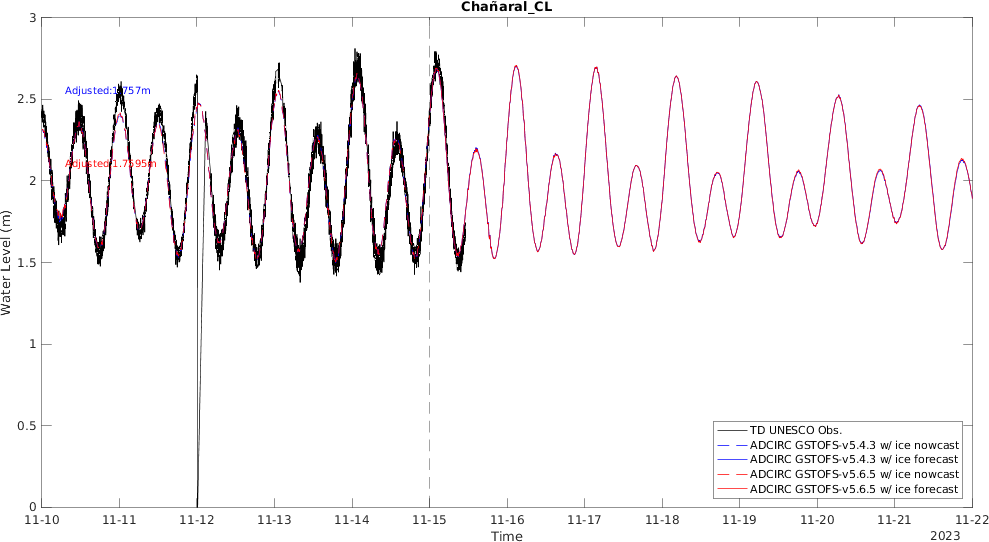 Chañaral_CL
3
2.5
2
1.5
1
0.5
0
Water Level (m)
Adjusted:1.757m
Adjusted:1.7595m
TD UNESCO Obs.
ADCIRC GSTOFS-v5.4.3 w/ ice nowcast
ADCIRC GSTOFS-v5.4.3 w/ ice forecast
ADCIRC GSTOFS-v5.6.5 w/ ice nowcast
ADCIRC GSTOFS-v5.6.5 w/ ice forecast
11-10 11-11 11-12 11-13 11-14 11-15 11-16 11-17 11-18 11-19 11-20 11-21 11-22
Time
2023